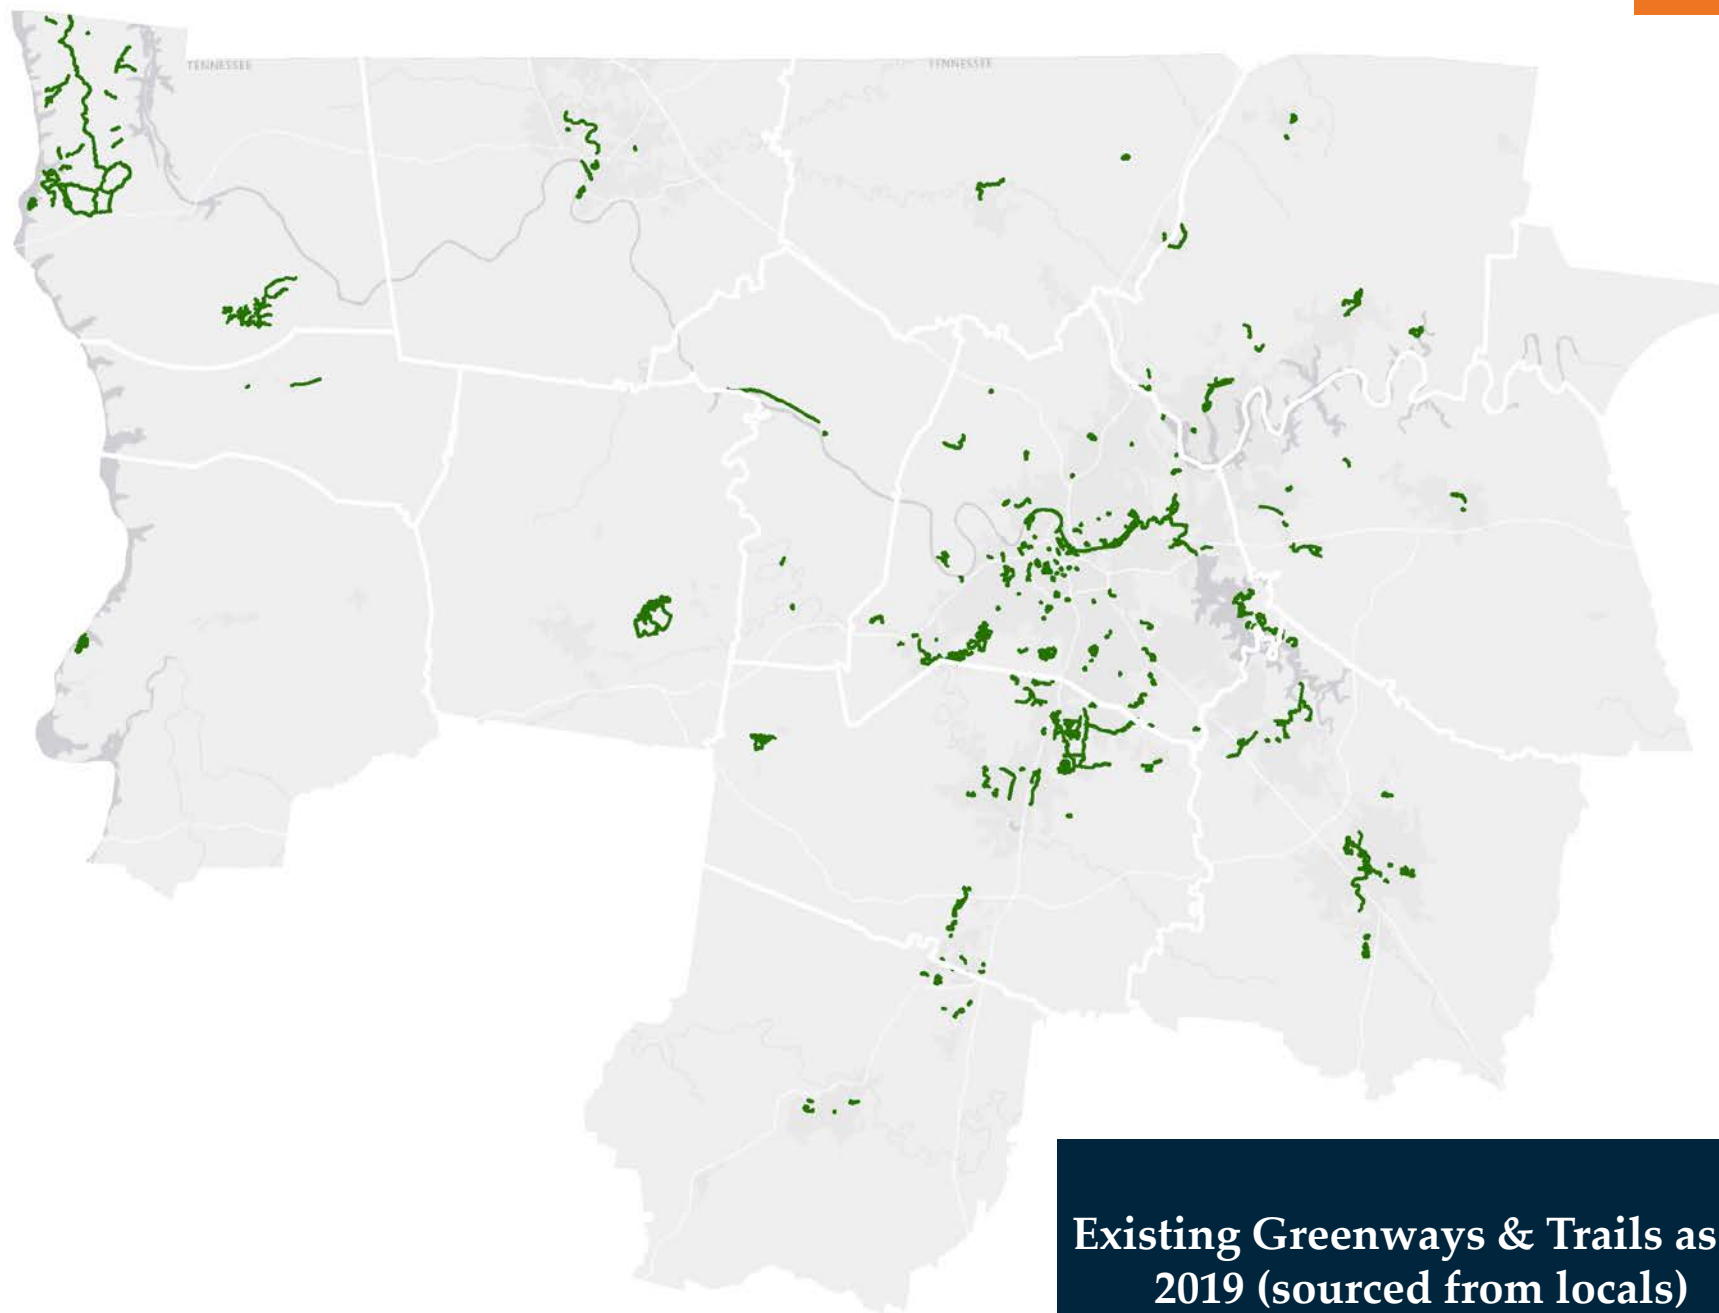 TENNESSEE
TENNESSEE
Existing Greenways & Trails as
2019 (sourced from locals)